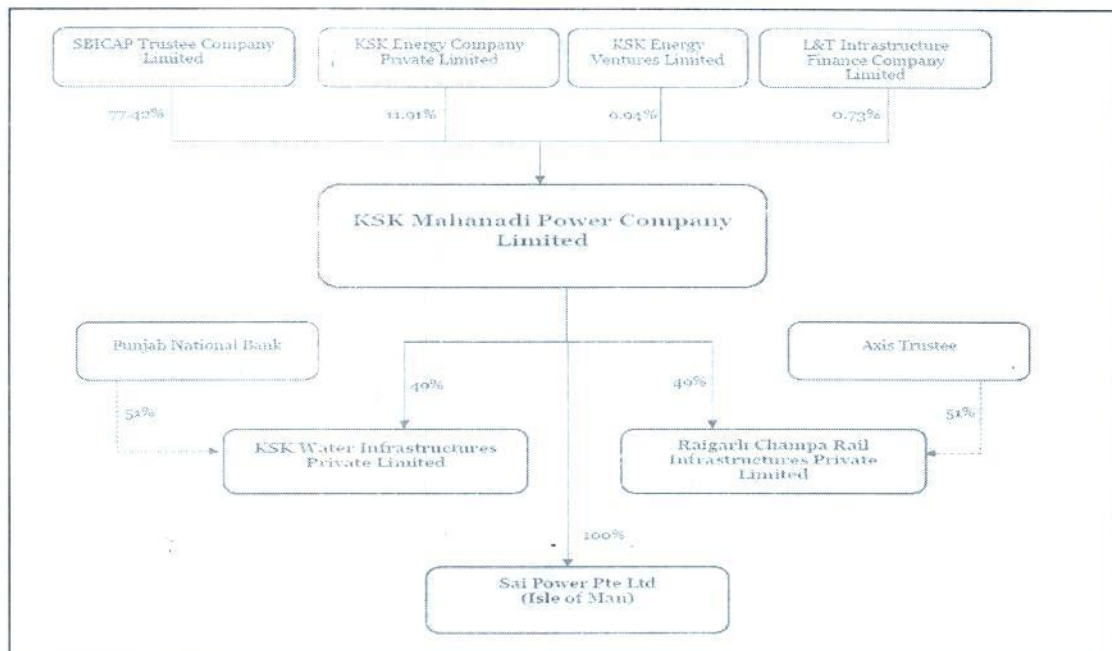 SBICAP Trustee Company
Limited
KSK Energy Company
Private Limited
KSK Energy
Ventures Limited
L&T Infrastructure
Finance Company
Limited
77.42%
11.91%
9.94%
0.73%
KSK Mahanadi Power Company
Limited
Punjab National Bank
Axis Trustee
49%
49%
51%
51%
KSK Water Infrastructures
Private Limited
Raigarh Champa Rail
Infrastructures Private
Limited
100%
Sai Power Pte Ltd
(Isle of Man)